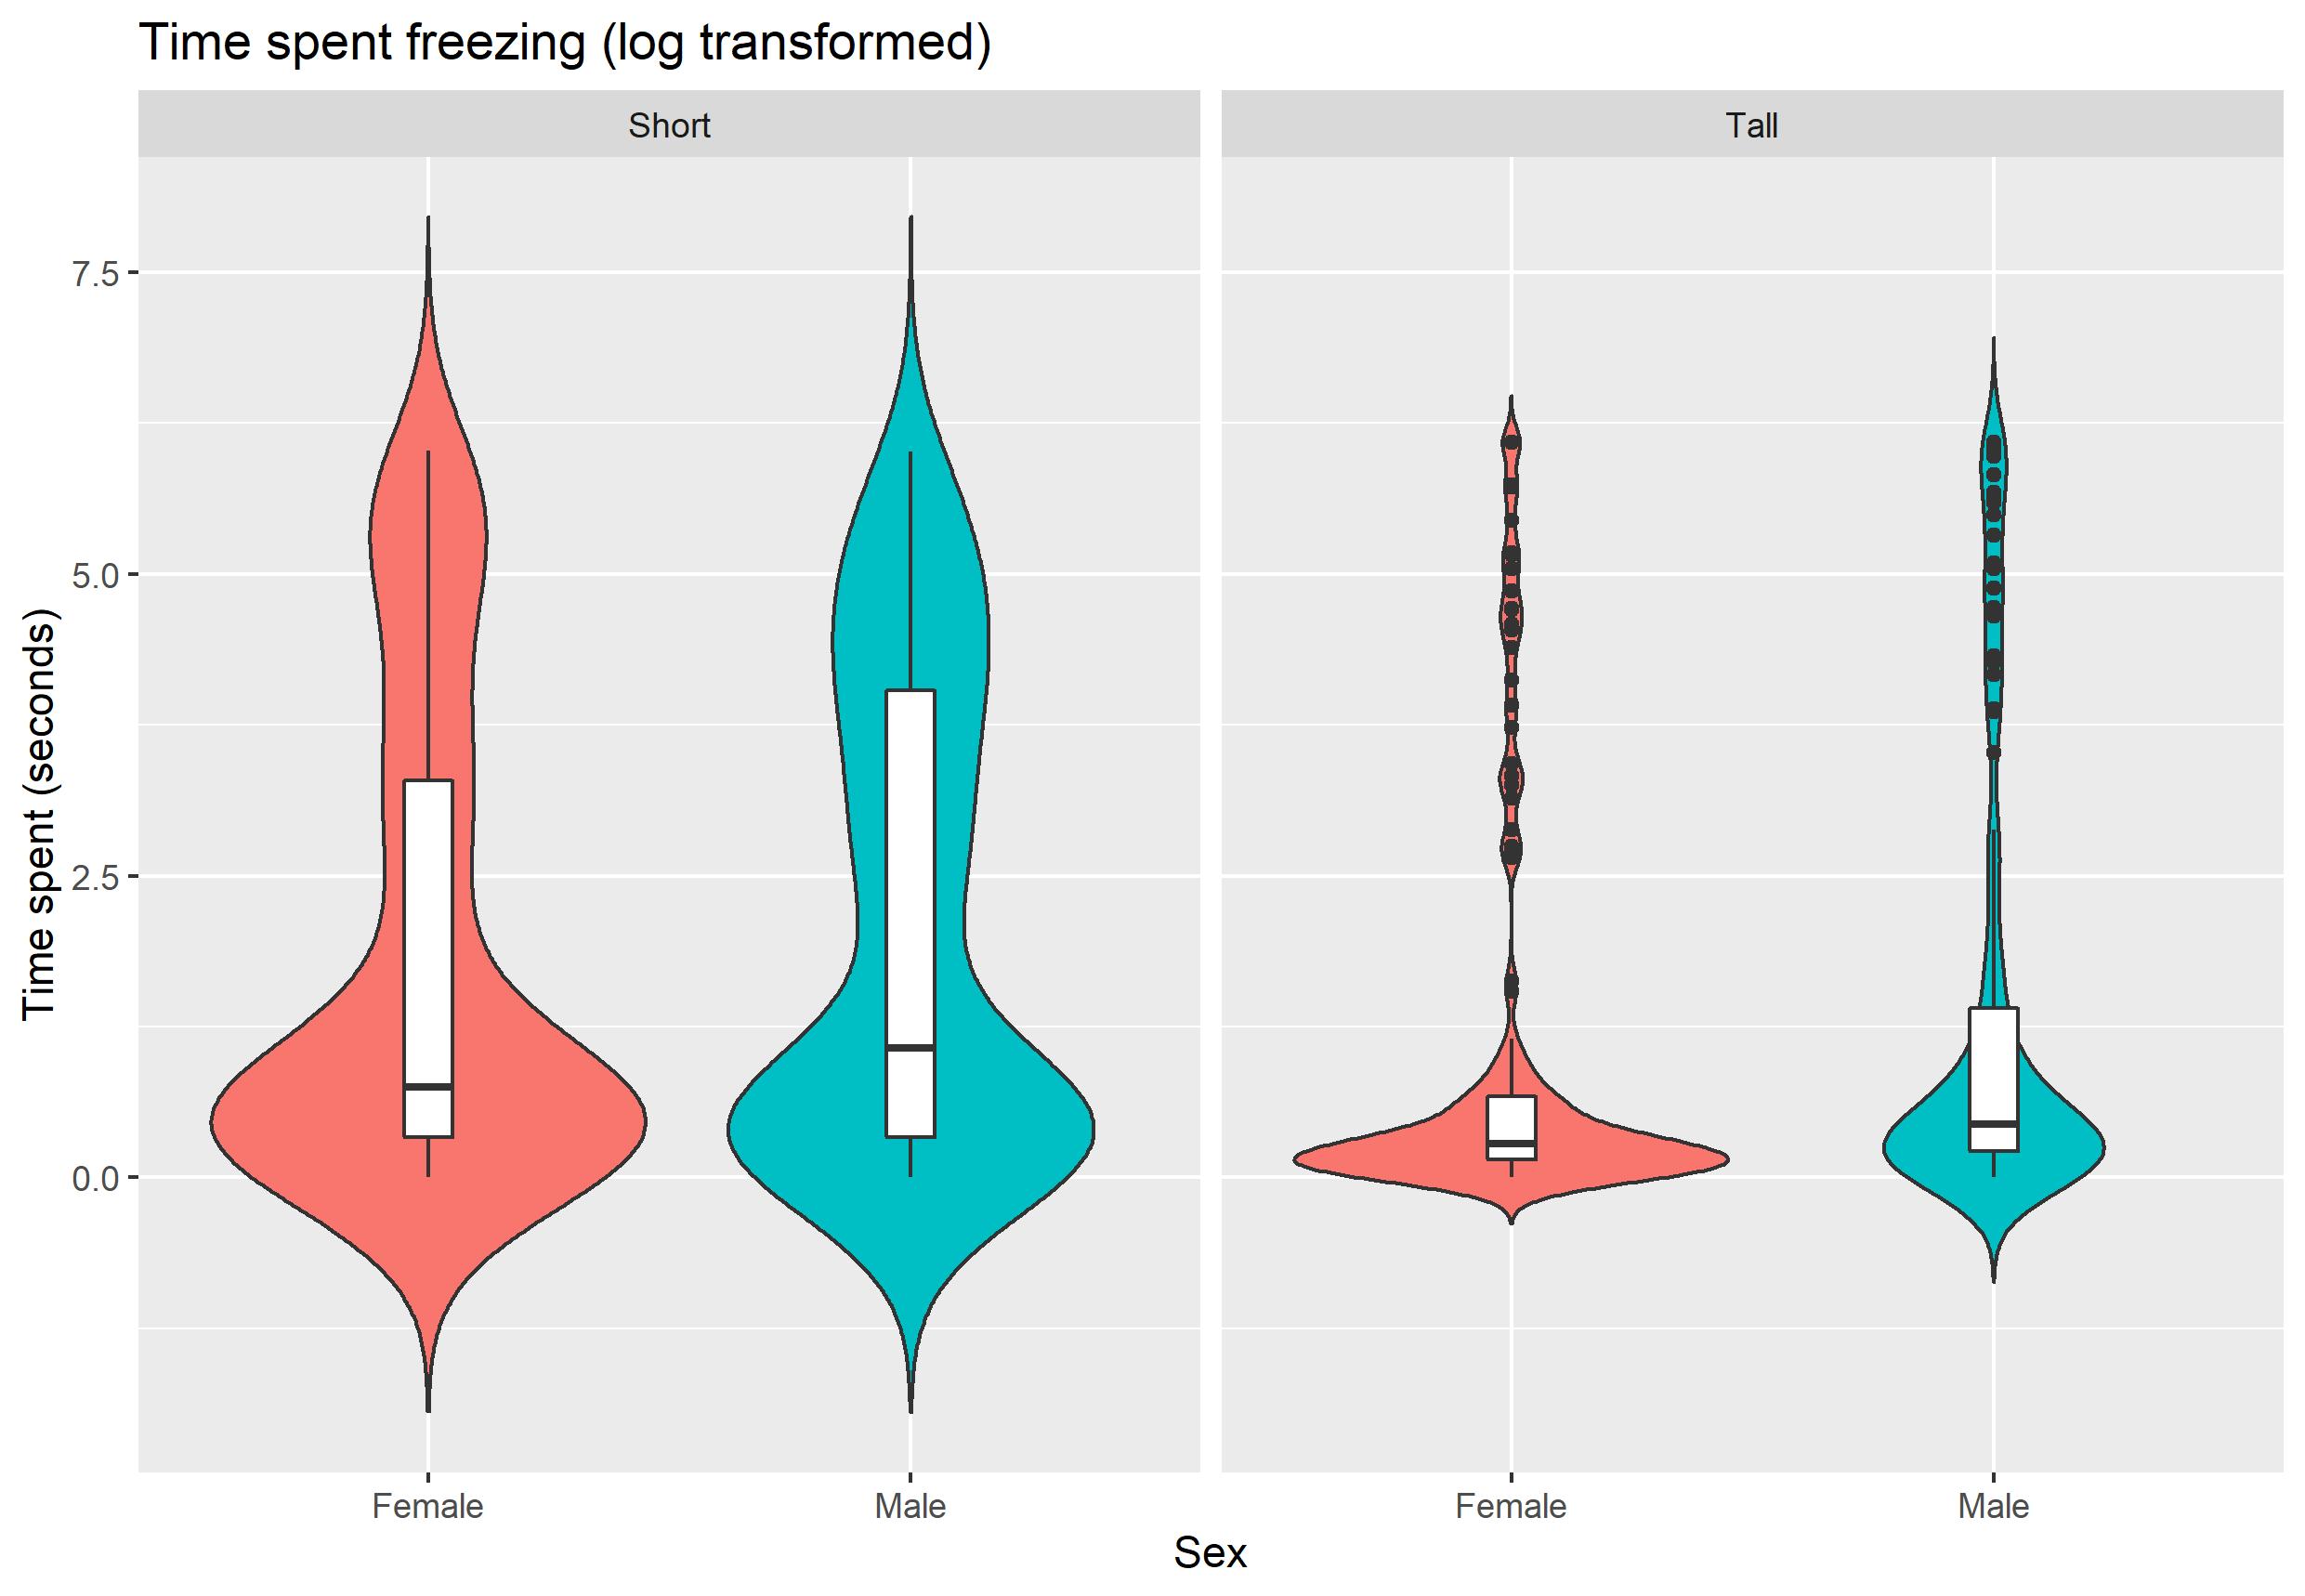 Time spent freezing (log transformed)
Short
Tall
Time spent (seconds)
7.5
5.0
2.5
0.0
Female
Male
Female
Male
Sex